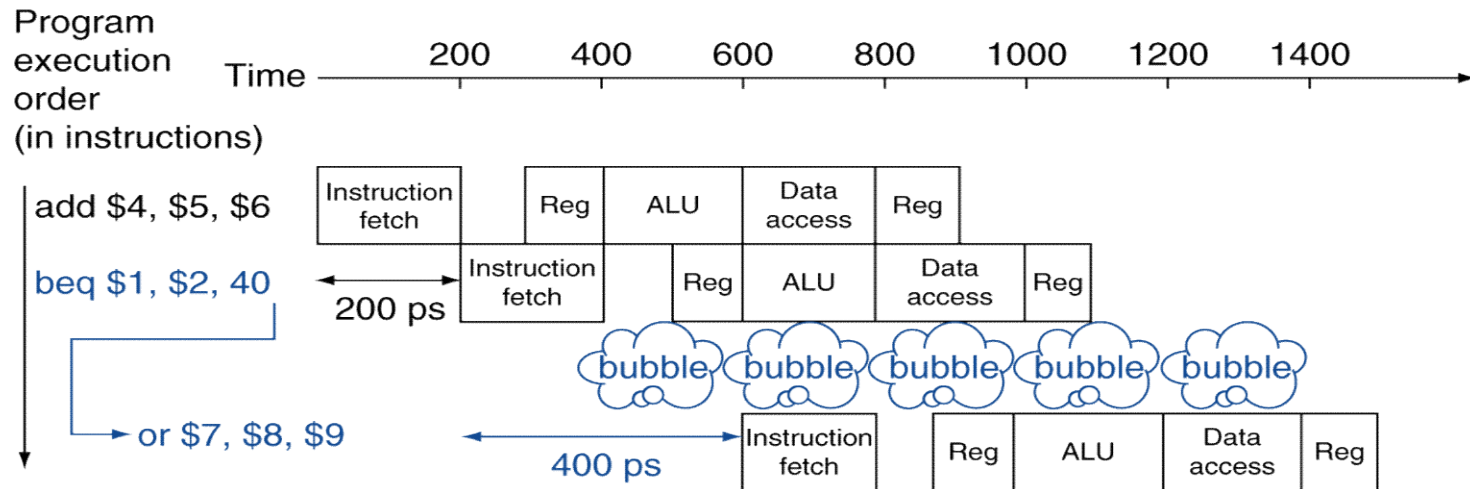 Program
execution
order
(in instructions)
Time
200 400 600 800 1000 1200 1400
add $4, $5, $6
Instruction
fetch
Reg
ALU
Data
access
Reg
beq $1, $2, 40
200 ps
Instruction
fetch
Reg
ALU
Data
access
Reg
bubble bubble bubble bubble bubble
or $7, $8, $9
400 ps
Instruction
fetch
Reg
ALU
Data
access
Reg